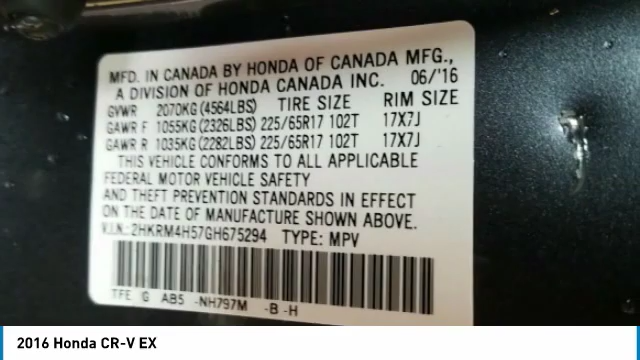 MFD. IN CANADA BY HONDA OF CANADA MFG.,
A DIVISION OF HONDA CANADA INC. 06/'16
GVWR 2070KG (4564LBS) TIRE SIZE RIM SIZE
GAWR F 1055KG (2326LBS) 225/65R17 102T 17X7J
GAWR R 1035KG (2282LBS) 225/65R17 102T 17X7J
THIS VEHICLE CONFORMS TO ALL APPLICABLE
FEDERAL MOTOR VEHICLE SAFETY
AND THEFT PREVENTION STANDARDS IN EFFECT
ON THE DATE OF MANUFACTURE SHOWN ABOVE.
V.I.N.: 2HKRM4H57GH675294 TYPE: MPV
TFE G AB5 -NH797M -B -H
2016 Honda CR-V EX